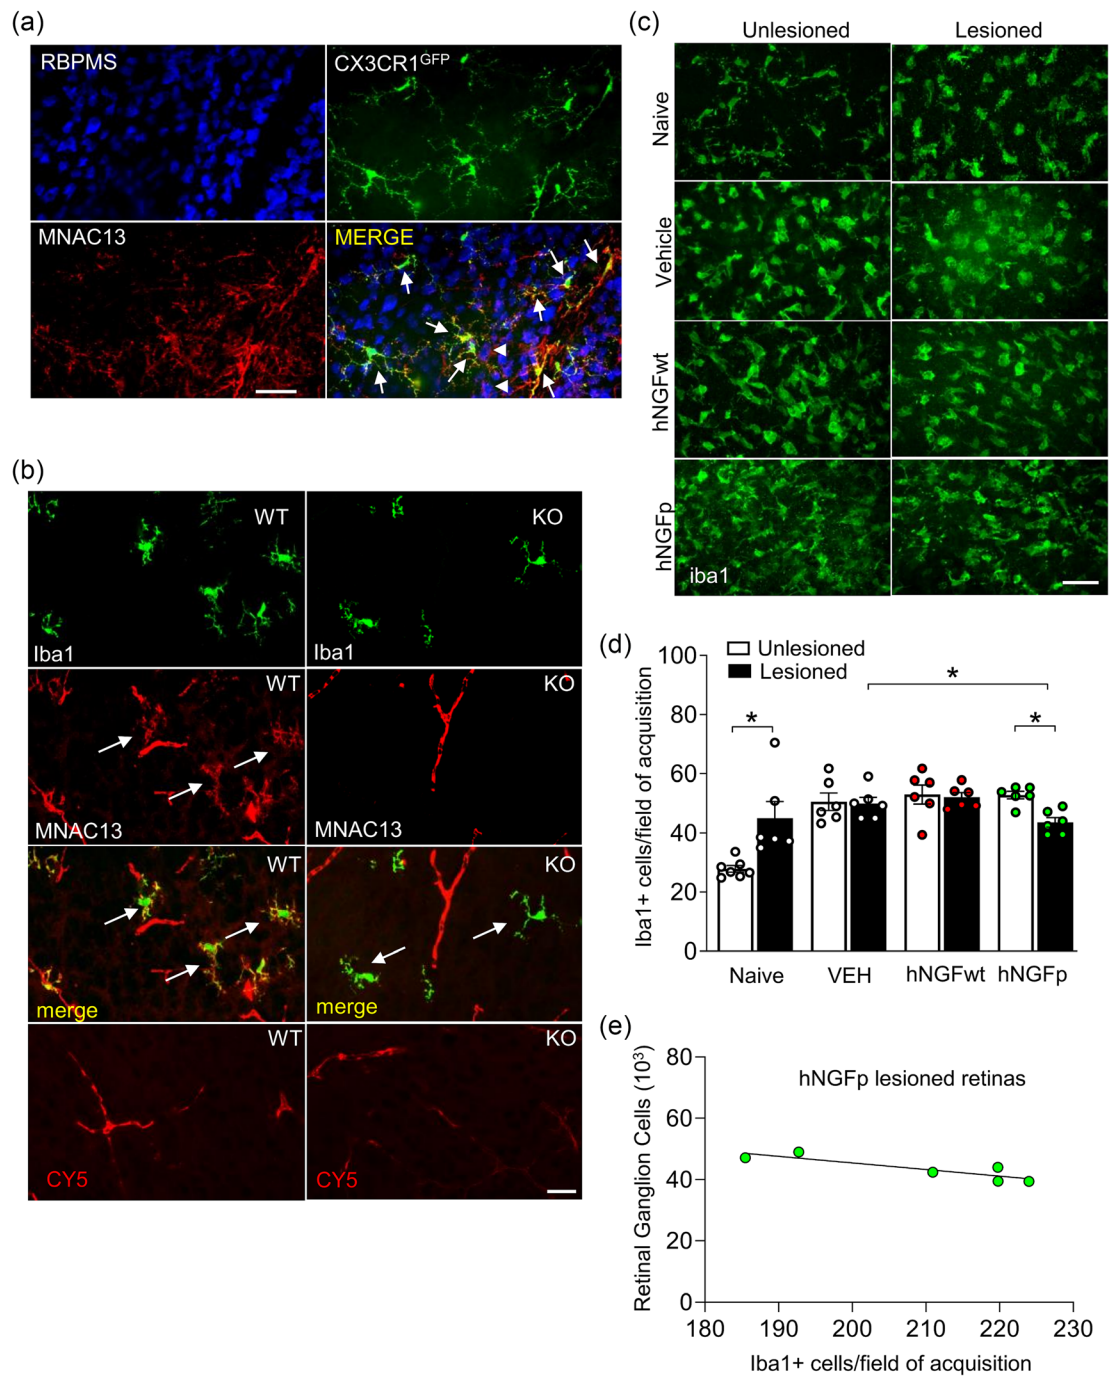 (a)
RBPMS
CX3CR1GFP
MNAC13
MERGE
(b)
WT
KO
Iba1
Iba1
WT
KO
MNAC13
MNAC13
WT
KO
merge
merge
WT
KO
CY5
(c)
Unlesioned
Lesioned
Naive
Vehicle
hNGFwt
hNGFp
iba1
(d)
Unlesioned
Lesioned
Iba1+ cells/field of acquisition
100
80
60
40
20
0
*
*
*
Naive
VEH
hNGFwt
hNGFp
(e)
hNGFp lesioned retinas
Retinal Ganglion Cells (10³)
80
60
40
20
0
180
190
200
210
220
230
Iba1+ cells/field of acquisition